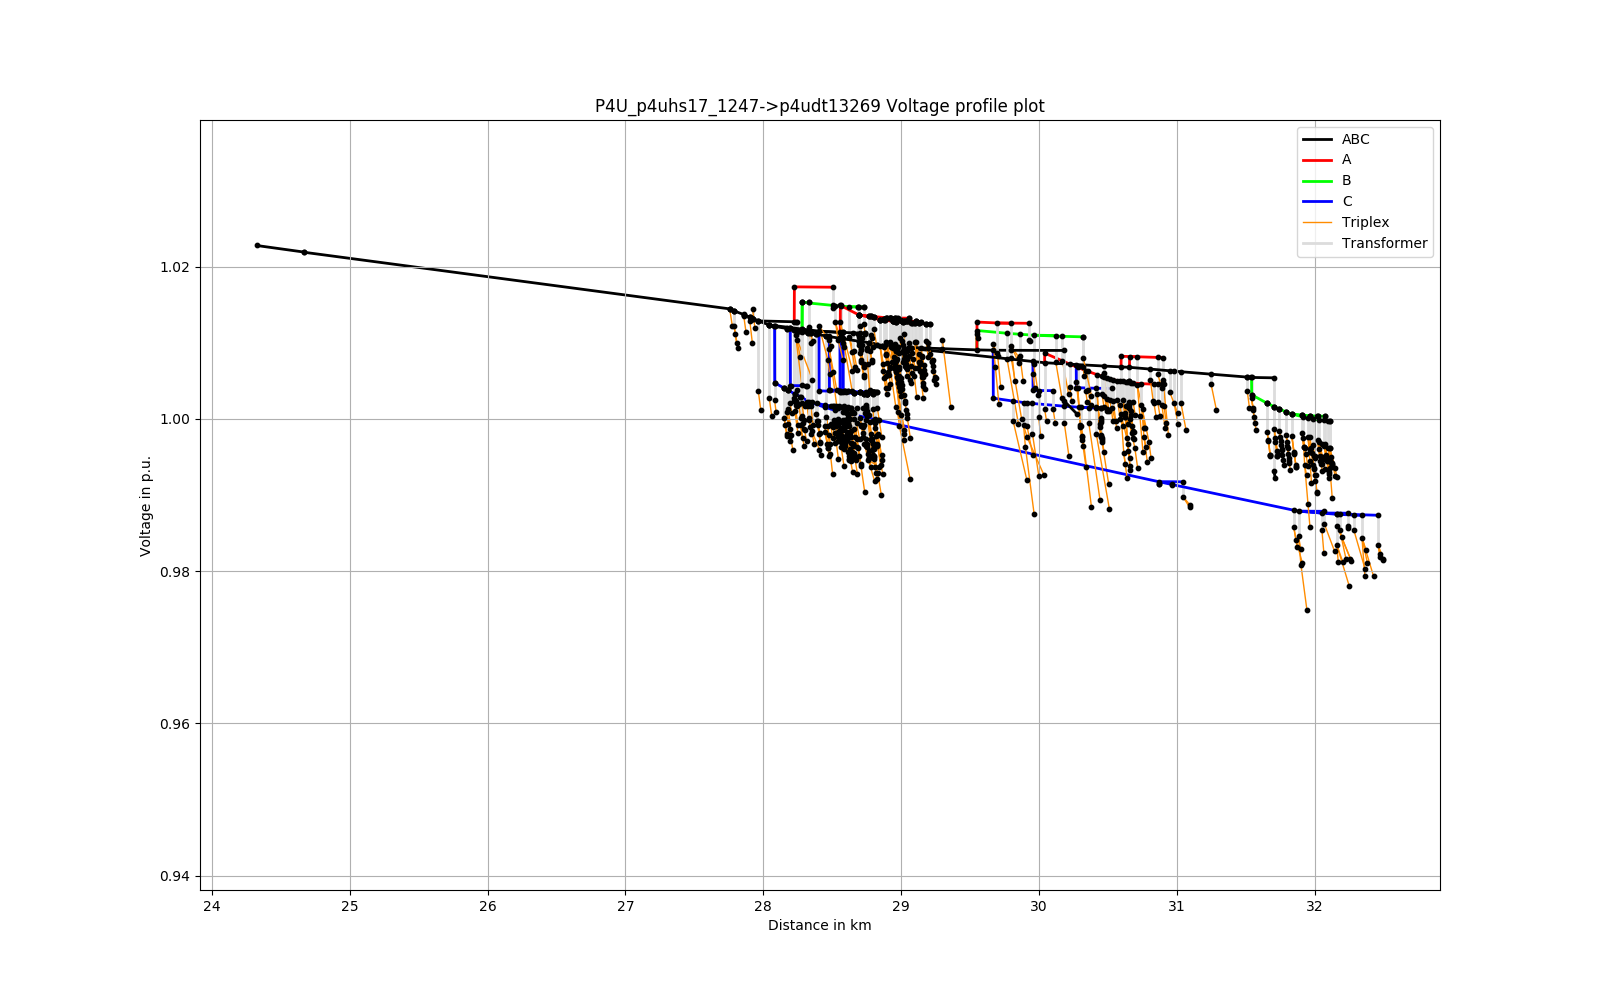 P4U_p4uhs17_1247->p4udt13269 Voltage profile plot
ABC
A
B
C
Triplex
Transformer
Voltage in p.u.
1.02
1.00
0.98
0.96
0.94
24 25 26 27 28 29 30 31 32
Distance in km